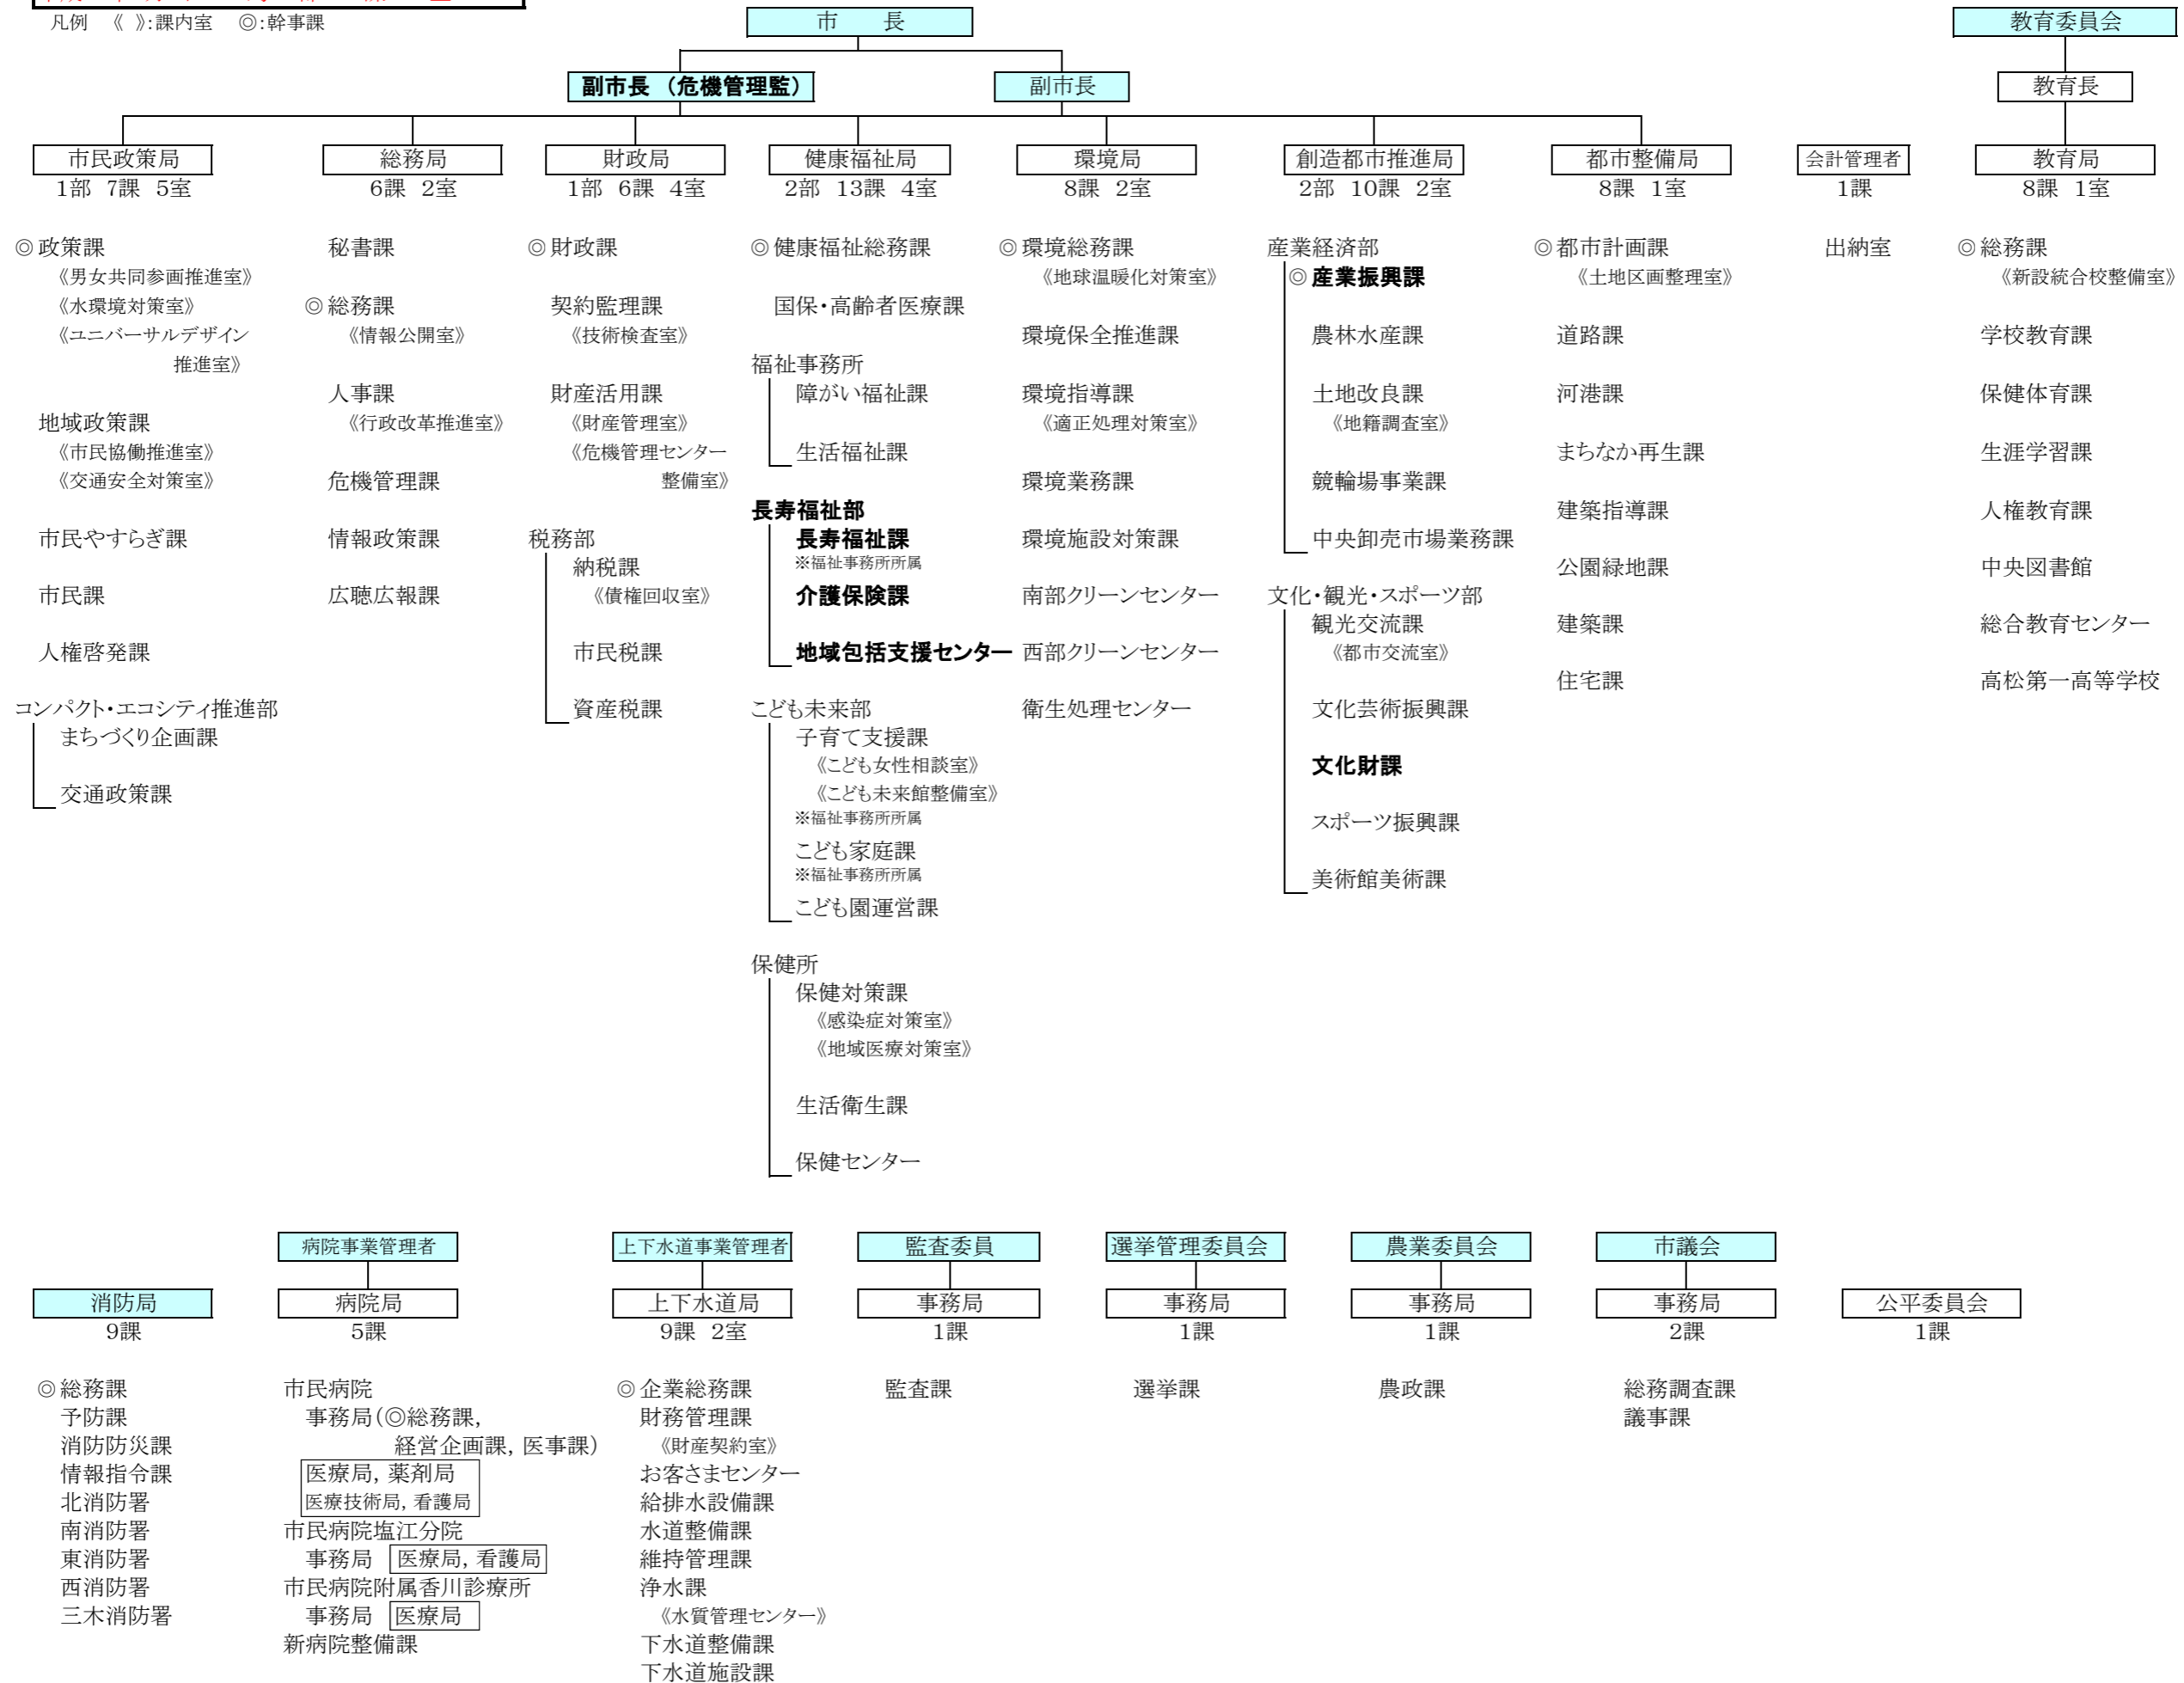 凡例 《 》：課内室 ◎：幹事課
市 長
教育委員会
副市長 （危機管理監）
副市長
教育長
市民政策局
1部 7課 5室
◎政策課
《男女共同参画推進室》
《水環境対策室》
《ユニバーサルデザイン
推進室》
地域政策課
《市民協働推進室》
《交通安全対策室》
市民やすらぎ課
市民課
人権啓発課
コンパクト・エコシティ推進部
まちづくり企画課
交通政策課
総務局
6課 2室
秘書課
◎総務課
《情報公開室》
人事課
《行政改革推進室》
危機管理課
情報政策課
広聴広報課
財政局
1部 6課 4室
◎財政課
契約監理課
《技術検査室》
財産活用課
《財産管理室》
《危機管理センター
整備室》
税務部
納税課
《債権回収室》
市民税課
資産税課
健康福祉局
2部 13課 4室
◎健康福祉総務課
国保・高齢者医療課
福祉事務所
障がい福祉課
生活福祉課
長寿福祉部
長寿福祉課
※福祉事務所所属
介護保険課
地域包括支援センター
こども未来部
子育て支援課
《こども女性相談室》
《こども未来館整備室》
※福祉事務所所属
こども家庭課
※福祉事務所所属
こども園運営課
保健所
保健対策課
《感染症対策室》
《地域医療対策室》
生活衛生課
保健センター
環境局
8課 2室
◎環境総務課
《地球温暖化対策室》
環境保全推進課
環境指導課
《適正処理対策室》
環境業務課
環境施設対策課
南部クリーンセンター
西部クリーンセンター
衛生処理センター
創造都市推進局
2部 10課 2室
産業経済部
◎産業振興課
農林水産課
土地改良課
《地籍調査室》
競輪場事業課
中央卸売市場業務課
文化・観光・スポーツ部
観光交流課
《都市交流室》
文化芸術振興課
文化財課
スポーツ振興課
美術館美術課
都市整備局
8課 1室
◎都市計画課
《土地区画整理室》
道路課
河港課
まちなか再生課
建築指導課
公園緑地課
建築課
住宅課
会計管理者
1課
出納室
教育局
8課 1室
◎総務課
《新設統合校整備室》
学校教育課
保健体育課
生涯学習課
人権教育課
中央図書館
総合教育センター
高松第一高等学校
消防局
9課
◎総務課
予防課
消防防災課
情報指令課
北消防署
南消防署
東消防署
西消防署
三木消防署
病院事業管理者
病院局
5課
市民病院
事務局（◎総務課,
経営企画課, 医事課）
医療局, 薬剤局
医療技術局, 看護局
市民病院塩江分院
事務局 医療局, 看護局
市民病院附属香川診療所
事務局 医療局
新病院整備課
上下水道事業管理者
上下水道局
9課 2室
◎企業総務課
財務管理課
《財産契約室》
お客さまセンター
給排水設備課
水道整備課
維持管理課
浄水課
《水質管理センター》
下水道整備課
下水道施設課
監査委員
事務局
1課
監査課
選挙管理委員会
事務局
1課
選挙課
農業委員会
事務局
1課
農政課
市議会
事務局
2課
総務調査課
議事課
公平委員会
1課